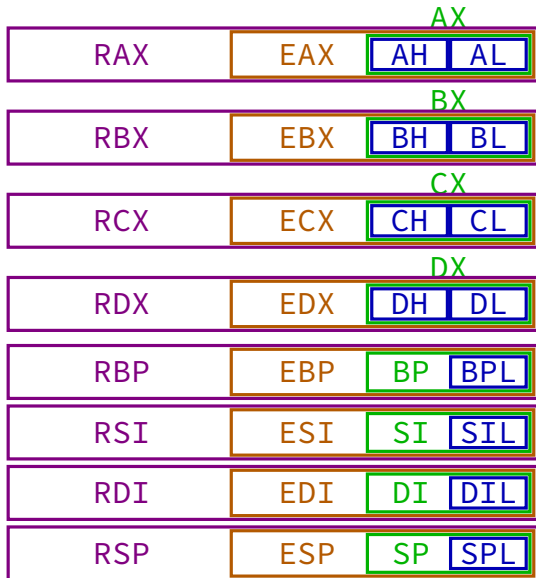 AX
RAX EAX AH AL
BX
RBX EBX BH BL
CX
RCX ECX CH CL
DX
RDX EDX DH DL
RBP EBP BP BPL
RSI ESI SI SIL
RDI EDI DI DIL
RSP ESP SP SPL